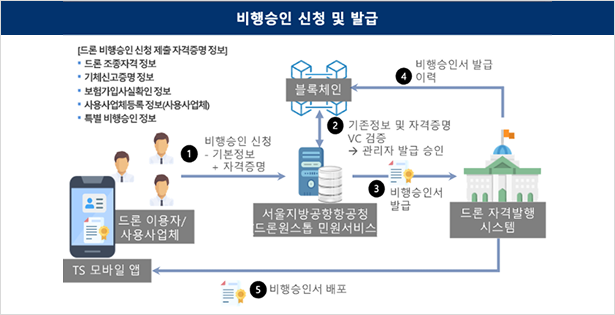 비행승인 신청 및 발급
[드론 비행승인 신청 제출 자격증명 정보]
• 드론 조종자격 정보
• 기체신고증명 정보
• 보험가입사실확인 정보
• 사용사업체등록 정보(사용사업체)
• 특별 비행승인 정보
블록체인
4
비행승인서 발급
이력
1
비행승인 신청
- 기본정보
+ 자격증명
2
기존정보 및 자격증명
VC 검증
→ 관리자 발급 승인
3
비행승인서
발급
드론 이용자/
사용사업체
서울지방공항항공청
드론원스톱 민원서비스
드론 자격발행
시스템
TS 모바일 앱
5
비행승인서 배포